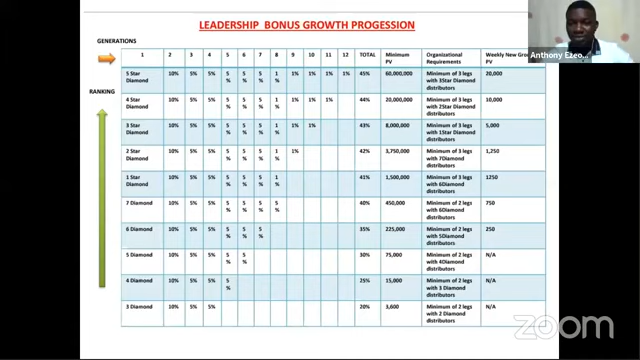 LEADERSHIP BONUS GROWTH PROGESSION
GENERATIONS
1 2 3 4 5 6 7 8 9 10 11 12 TOTAL Minimum PV Organizational Requirements Weekly New Gro
PV
RANKING
5 Star Diamond 10% 5% 5% 5% 5% 5% 1% 1% 1% 1% 1% 45% 60,000,000 Minimum of 3 legs with 3Star Diamond distributors 20,000
4 Star Diamond 10% 5% 5% 5% 5% 5% 1% 1% 1% 1% 44% 20,000,000 Minimum of 3 legs with 2Star Diamond distributors 10,000
3 Star Diamond 10% 5% 5% 5% 5% 5% 1% 1% 1% 43% 8,000,000 Minimum of 3 legs with 1Star Diamond distributors 5,000
2 Star Diamond 10% 5% 5% 5% 5% 5% 1% 1% 42% 3,750,000 Minimum of 3 legs with 7Diamond distributors 1,250
1 Star Diamond 10% 5% 5% 5% 5% 5% 1% 41% 1,500,000 Minimum of 3 legs with 6Diamond distributors 1250
7 Diamond 10% 5% 5% 5% 5% 5% 5% 40% 450,000 Minimum of 2 legs with 6Diamond distributors 750
6 Diamond 10% 5% 5% 5% 5% 5% 35% 225,000 Minimum of 2 legs with 5Diamond distributors 250
5 Diamond 10% 5% 5% 5% 5% 30% 75,000 Minimum of 2 legs with 4Diamond distributors N/A
4 Diamond 10% 5% 5% 5% 25% 15,000 Minimum of 2 legs with 3 Diamond distributors N/A
3 Diamond 10% 5% 5% 20% 3,600 Minimum of 2 legs with 2 Diamond distributors N/A
Anthony Ezeo...
zoom